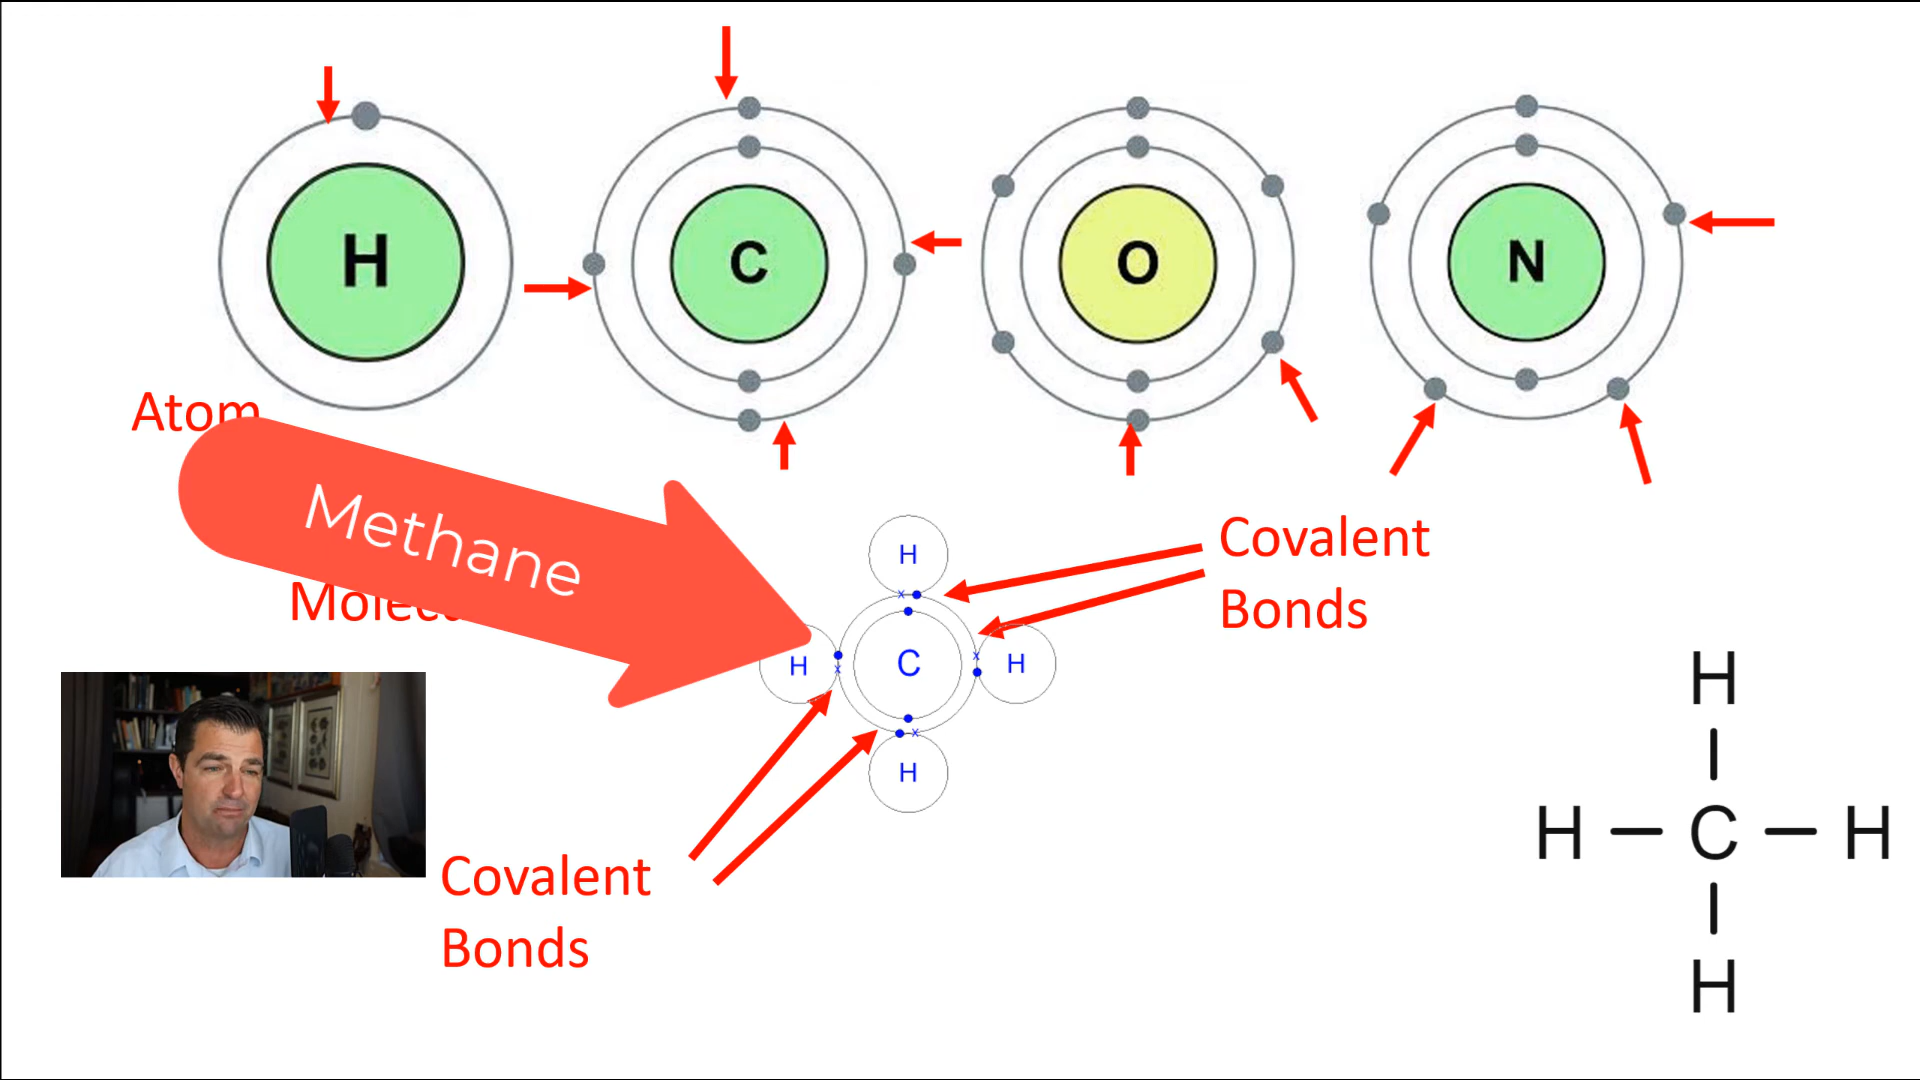 H
C
O
N
Atom
Methane
Covalent
Bonds
H
H C H
H
Covalent
Bonds
H
H — C — H
H